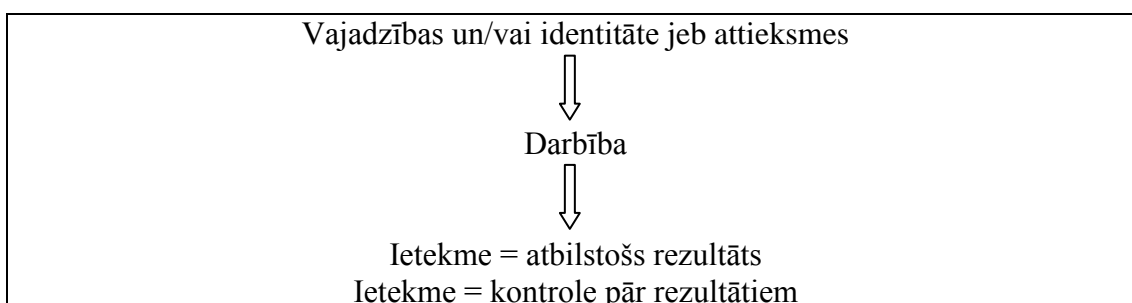 Vajadzības un/vai identitāte jeb attieksmes
Darbība
Ietekme = atbilstošs rezultāts
Ietekme = kontrole pār rezultātiem